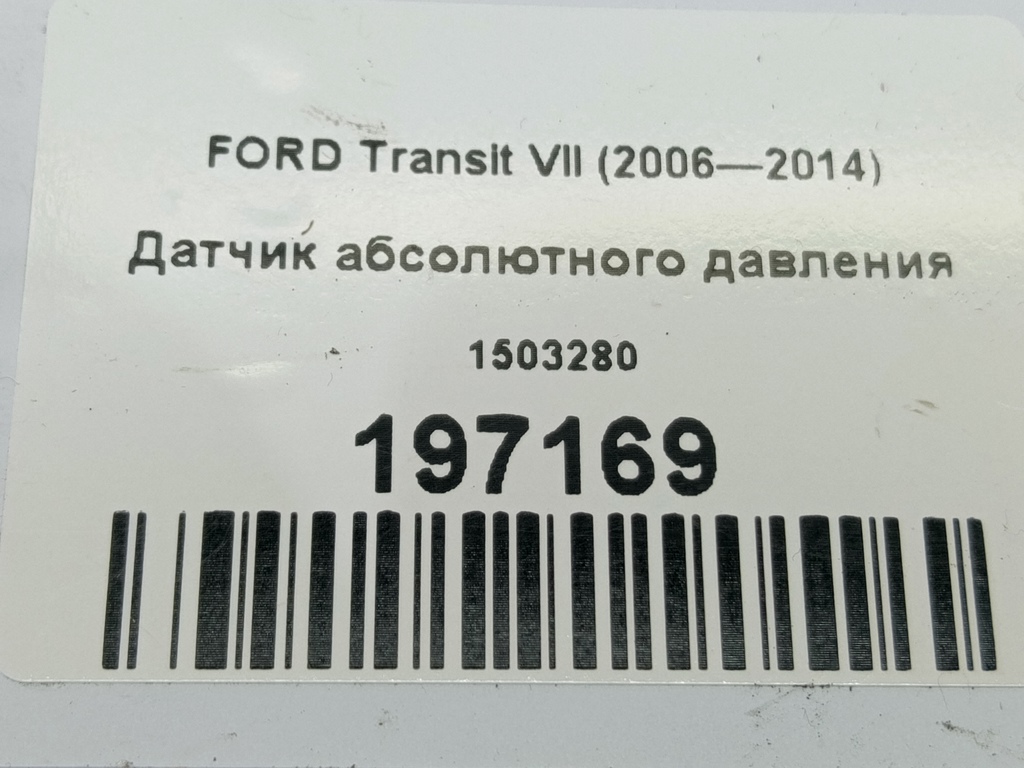 FORD Transit VII (2006—2014)
Датчик абсолютного давления
1503280
197169